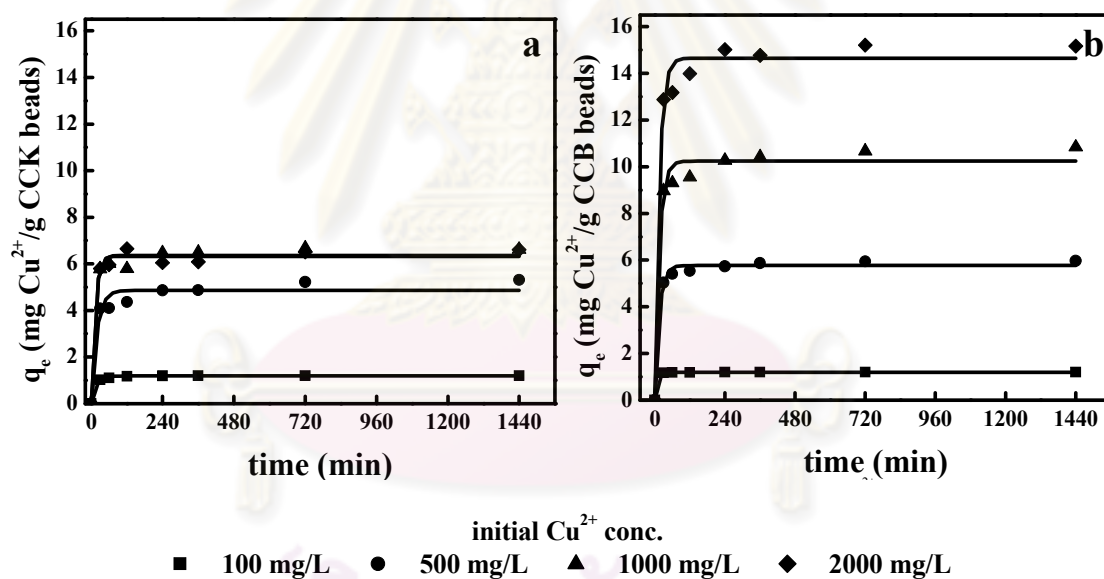 a
16
14
12
10
8
6
4
2
0
qₑ (mg Cu²⁺/g CCK beads)
0 240 480 720 960 1200 1440
time (min)
b
16
14
12
10
8
6
4
2
0
qₑ (mg Cu²⁺/g CCB beads)
0 240 480 720 960 1200 1440
time (min)
initial Cu²⁺ conc.
100 mg/L 500 mg/L 1000 mg/L 2000 mg/L